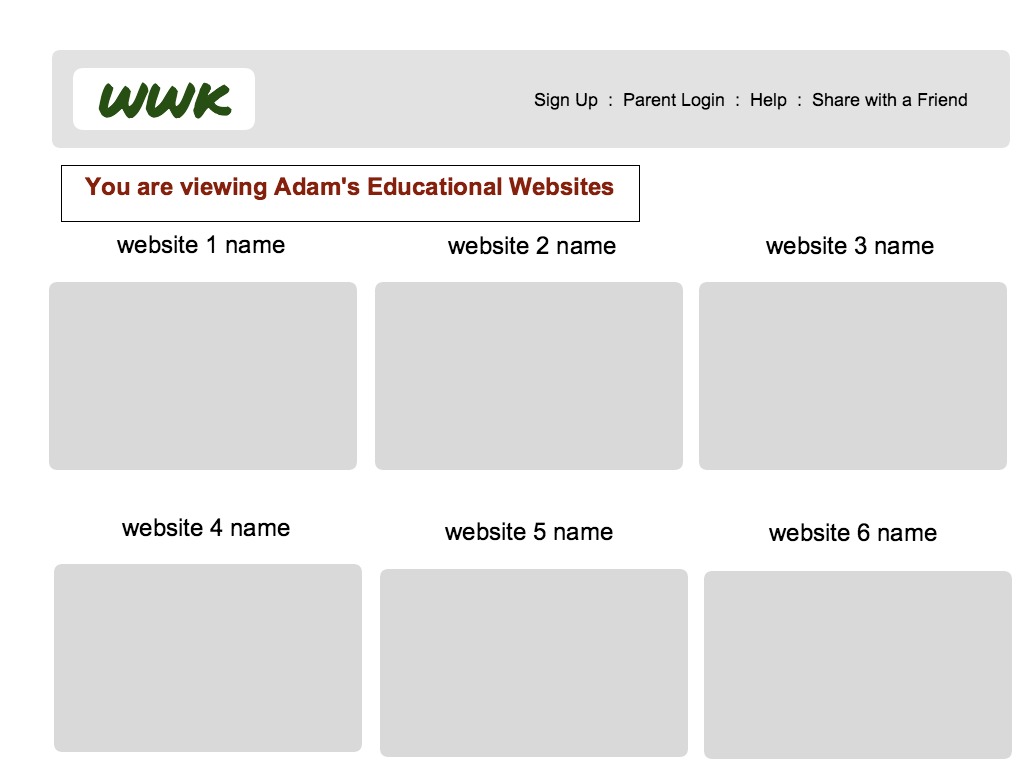 WWK
Sign Up : Parent Login : Help : Share with a Friend
You are viewing Adam's Educational Websites
website 1 name
website 2 name
website 3 name
website 4 name
website 5 name
website 6 name